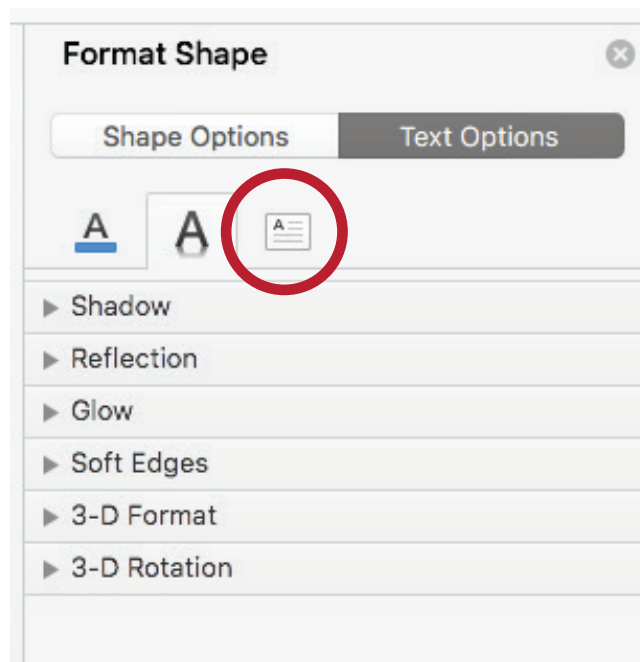 Format Shape
Shape Options Text Options
A A A
Shadow
Reflection
Glow
Soft Edges
3-D Format
3-D Rotation